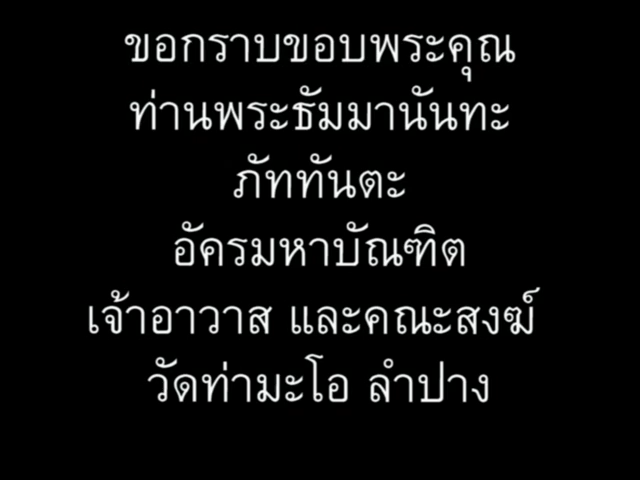 ขอกราบขอบพระคุณ
ท่านพระธัมมานันทะ
ภัททันตะ
อัครมหาบัณฑิต
เจ้าอาวาส และคณะสงฆ์
วัดท่ามะโอ ลำปาง